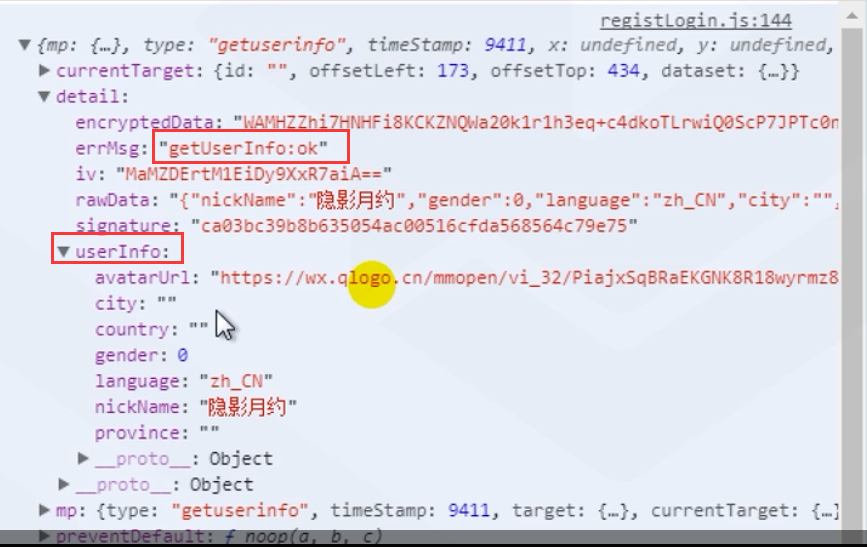 registLogin.js:144
▼{mp: {…}, type: "getuserinfo", timeStamp: 9411, x: undefined, y: undefined,
▶currentTarget: {id: "", offsetLeft: 173, offsetTop: 434, dataset: {…}}
▼detail:
encryptedData: "WAMHZZhi7HNHFi8KCKZNQWa20k1r1h3eq+c4dkoTLrwiQ0ScP7JPTc0n
errMsg: "getUserInfo:ok"
iv: "MaMZDErtM1EiDy9XxR7aiA=="
rawData: "{"nickName":"隐影月约","gender":0,"language":"zh_CN","city":"",
signature: "ca03bc39b8b635054ac00516cfda568564c79e75"
▼userInfo:
avatarUrl: "https://wx.qlogo.cn/mmopen/vi_32/PiajxSqBRaEKGNK8R18wyrmz8
city: ""
country: ""
gender: 0
language: "zh_CN"
nickName: "隐影月约"
province: ""
▶__proto__: Object
▶__proto__: Object
▶mp: {type: "getuserinfo", timeStamp: 9411, target: {…}, currentTarget: {…}
▶preventDefault: ƒ noop(a, b, c)